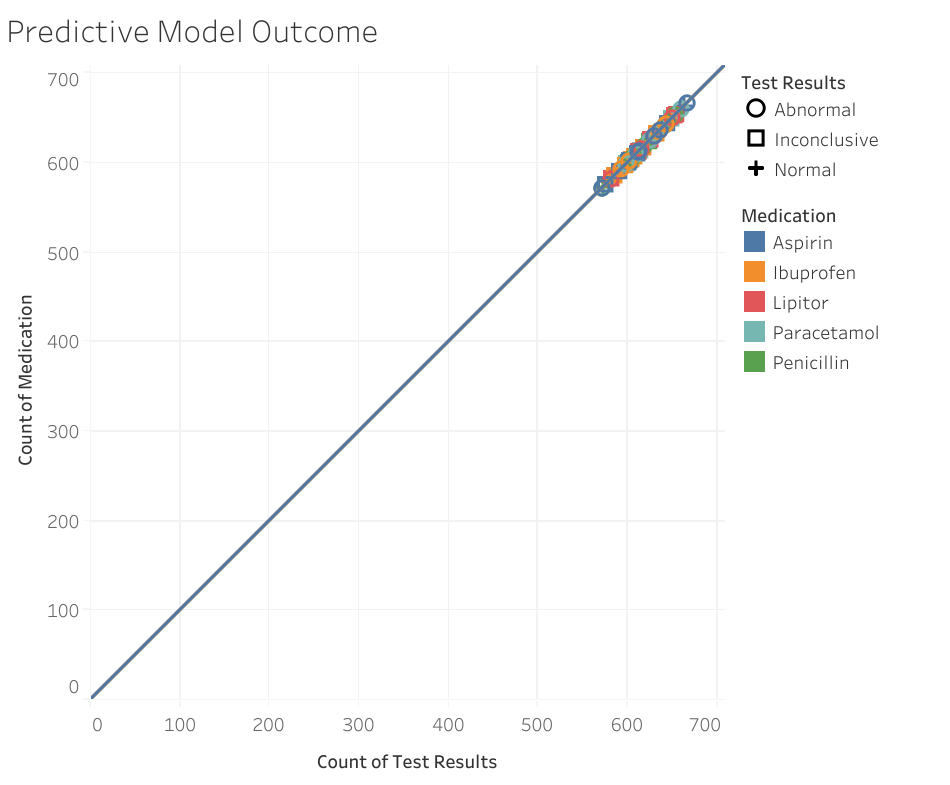 Predictive Model Outcome
700
600
500
400
300
200
100
0
Count of Medication
0 100 200 300 400 500 600 700
Count of Test Results
Test Results
Abnormal
Inconclusive
Normal
Medication
Aspirin
Ibuprofen
Lipitor
Paracetamol
Penicillin